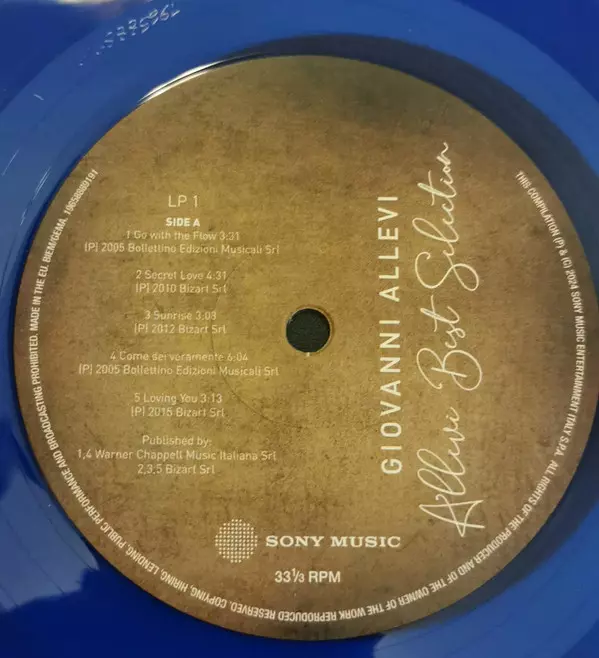 LP 1
SIDE A
1 Go with the Flow 3:31
(P) 2005 Bollettino Edizioni Musicali Srl
2 Secret Love 4:31
(P) 2010 Bizart Srl
3 Sunrise 3:08
(P) 2012 Bizart Srl
4 Come sei veramente 6:04
(P) 2005 Bollettino Edizioni Musicali Srl
5 Loving You 3:13
(P) 2015 Bizart Srl
Published by:
1,4 Warner Chappell Music Italiana Srl
2,3,5 Bizart Srl
GIOVANNI ALLEVI
Allevi Best Selection
SONY MUSIC
33⅓ RPM
THIS COMPILATION (P) & (C) 2024 SONY MUSIC ENTERTAINMENT ITALY S.P.A. ALL RIGHTS OF THE PRODUCER AND OF THE OWNER OF THE WORK REPRODUCED RESERVED. COPYING, HIRING, LENDING, PUBLIC PERFORMANCE AND BROADCASTING PROHIBITED. MADE IN THE EU. BIEM/GEMA. 19658889191